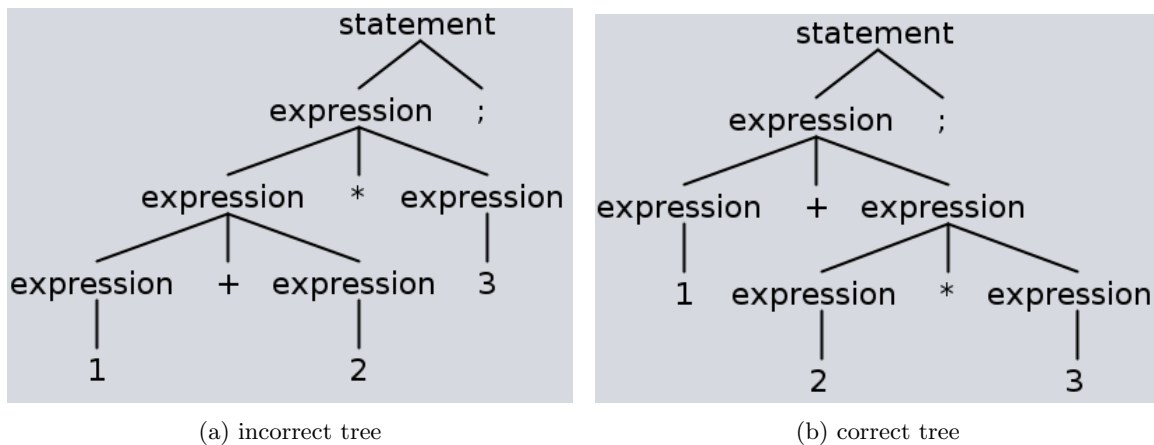 statement
expression ;
expression * expression
expression + expression 3
1 2
(a) incorrect tree
statement
expression ;
expression + expression
1 expression * expression
2 3
(b) correct tree